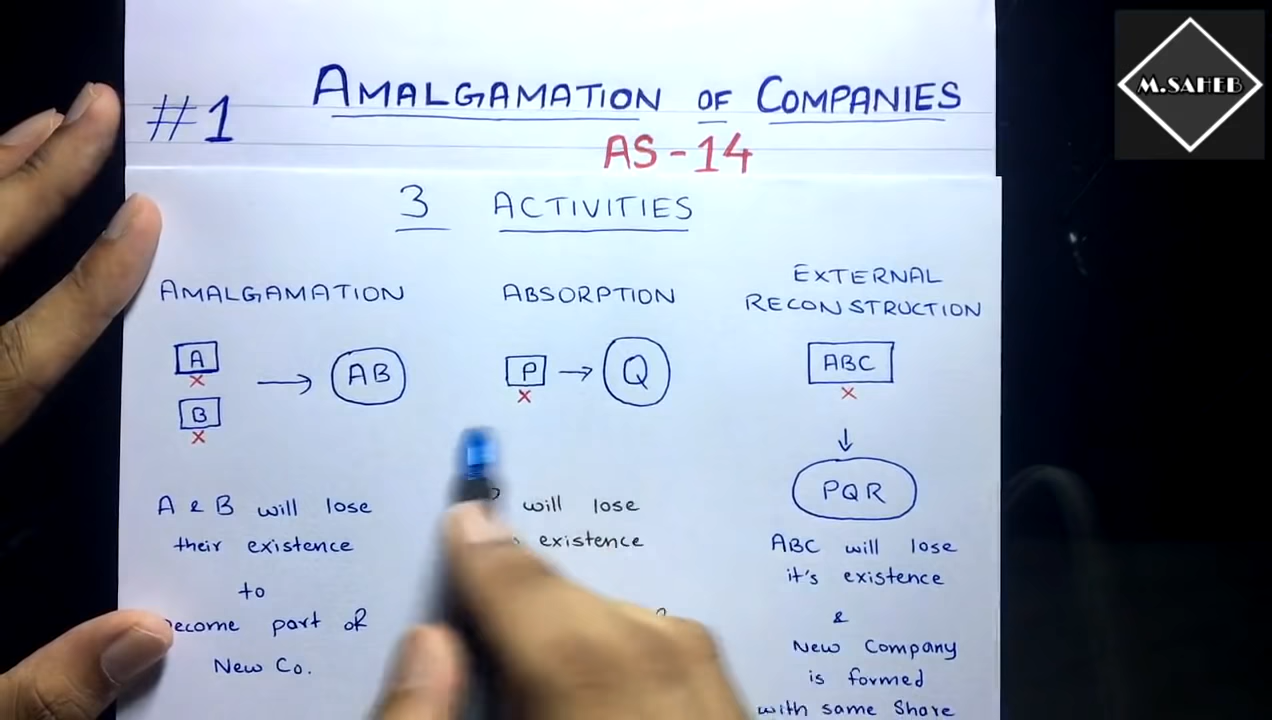 #1 AMALGAMATION OF COMPANIES
AS-14
M.SAHEB
3 ACTIVITIES
AMALGAMATION
A
x
B
x
AB
A & B will lose
their existence
to
become part of
New Co.
ABSORPTION
P
x
Q
will lose
existence
EXTERNAL
RECONSTRUCTION
ABC
x
PQR
ABC will lose
it's existence
&
New Company
is formed
with same Share